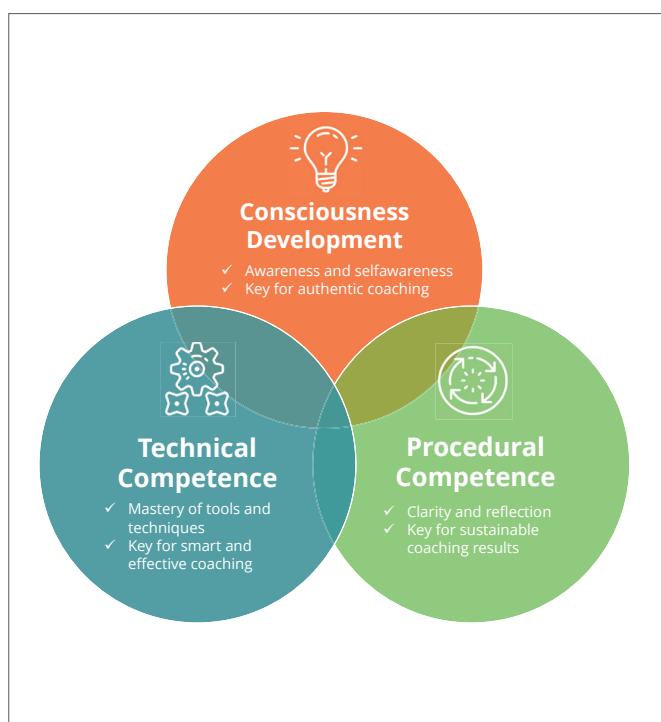 Consciousness
Development
✓ Awareness and selfawareness
✓ Key for authentic coaching
Technical
Competence
✓ Mastery of tools and
techniques
✓ Key for smart and
effective coaching
Procedural
Competence
✓ Clarity and reflection
✓ Key for sustainable
coaching results